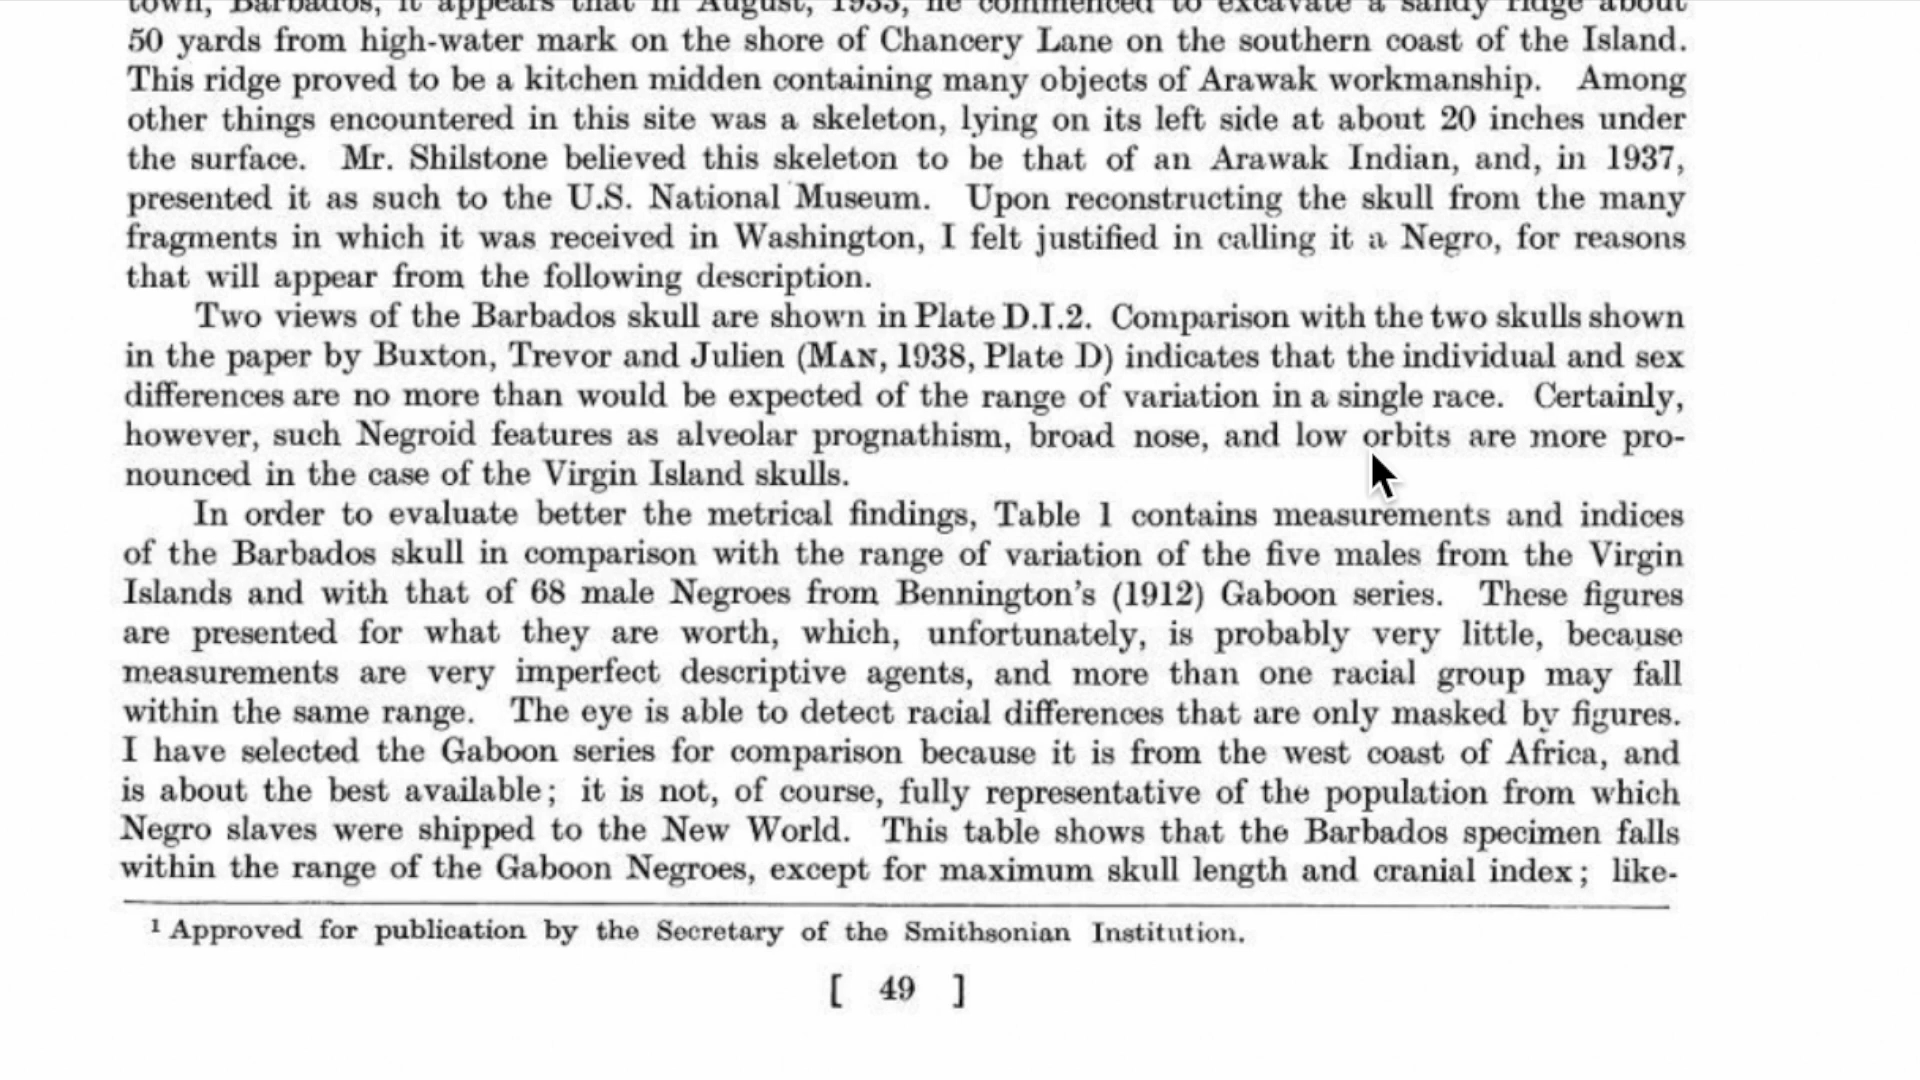 town, Barbados, it appears that in August, 1933, he commenced to excavate a sandy ridge about
50 yards from high-water mark on the shore of Chancery Lane on the southern coast of the Island.
This ridge proved to be a kitchen midden containing many objects of Arawak workmanship. Among
other things encountered in this site was a skeleton, lying on its left side at about 20 inches under
the surface. Mr. Shilstone believed this skeleton to be that of an Arawak Indian, and, in 1937,
presented it as such to the U.S. National Museum. Upon reconstructing the skull from the many
fragments in which it was received in Washington, I felt justified in calling it a Negro, for reasons
that will appear from the following description.
Two views of the Barbados skull are shown in Plate D.I.2. Comparison with the two skulls shown
in the paper by Buxton, Trevor and Julien (MAN, 1938, Plate D) indicates that the individual and sex
differences are no more than would be expected of the range of variation in a single race. Certainly,
however, such Negroid features as alveolar prognathism, broad nose, and low orbits are more pro-
nounced in the case of the Virgin Island skulls.
In order to evaluate better the metrical findings, Table 1 contains measurements and indices
of the Barbados skull in comparison with the range of variation of the five males from the Virgin
Islands and with that of 68 male Negroes from Bennington's (1912) Gaboon series. These figures
are presented for what they are worth, which, unfortunately, is probably very little, because
measurements are very imperfect descriptive agents, and more than one racial group may fall
within the same range. The eye is able to detect racial differences that are only masked by figures.
I have selected the Gaboon series for comparison because it is from the west coast of Africa, and
is about the best available; it is not, of course, fully representative of the population from which
Negro slaves were shipped to the New World. This table shows that the Barbados specimen falls
within the range of the Gaboon Negroes, except for maximum skull length and cranial index; like-
1 Approved for publication by the Secretary of the Smithsonian Institution.
[ 49 ]